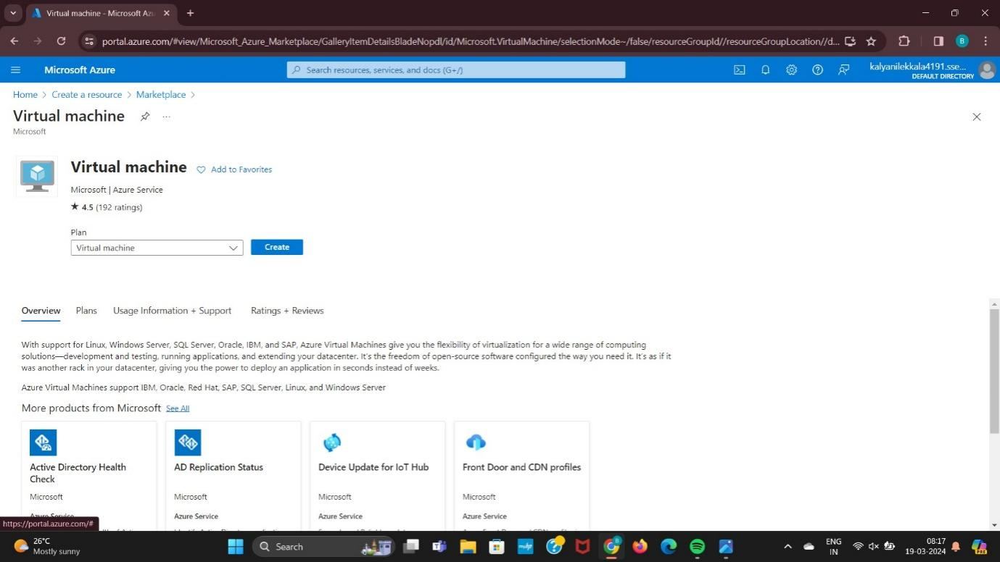 Virtual machine - Microsoft Azu
portal.azure.com/#view/Microsoft_Azure_Marketplace/GalleryItemDetailsBladeNopdl/id/Microsoft.VirtualMachine/selectionMode~/false/resourceGroupId//resourceGroupLocation//d...
B
Microsoft Azure
Search resources, services, and docs (G+/)
kalyanilekkala4191.sse...
DEFAULT DIRECTORY
Home > Create a resource > Marketplace >
Virtual machine
...
Microsoft
Virtual machine
Add to Favorites
Microsoft | Azure Service
★ 4.5 (192 ratings)
Plan
Virtual machine
Create
Overview Plans Usage Information + Support Ratings + Reviews
With support for Linux, Windows Server, SQL Server, Oracle, IBM, and SAP, Azure Virtual Machines give you the flexibility of virtualization for a wide range of computing
solutions—development and testing, running applications, and extending your datacenter. It's the freedom of open-source software configured the way you need it. It's as if it
was another rack in your datacenter, giving you the power to deploy an application in seconds instead of weeks.
Azure Virtual Machines support IBM, Oracle, Red Hat, SAP, SQL Server, Linux, and Windows Server
More products from Microsoft See All
Active Directory Health
Check
Microsoft
Azure Service
AD Replication Status
Microsoft
Azure Service
Device Update for IoT Hub
Microsoft
Azure Service
Front Door and CDN profiles
Microsoft
Azure Service
https://portal.azure.com/#
26°C
Mostly sunny
Search
ENG
IN
08:17
19-03-2024